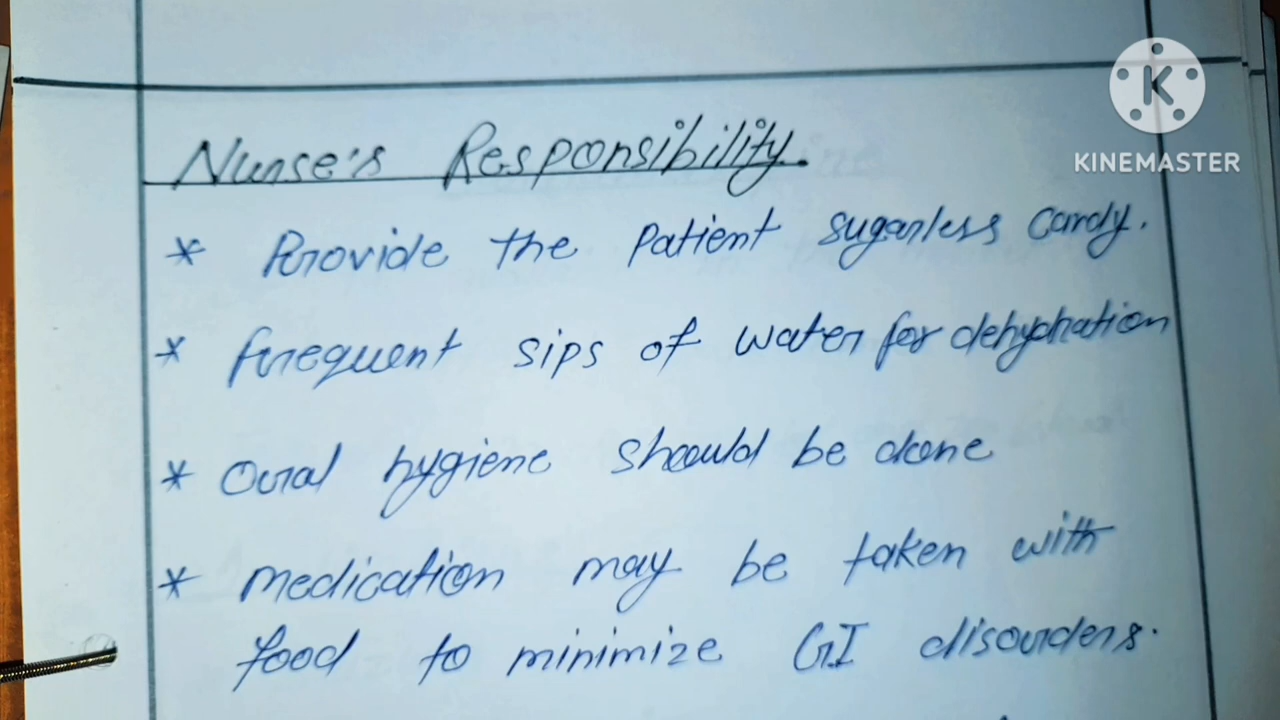 Nurse's Responsibility.
KINEMASTER
* Provide the Patient sugarless Candy.
* frequent sips of water for dehydration
* Oral hygiene should be done
* Medication may be taken with
food to minimize GI disorders.